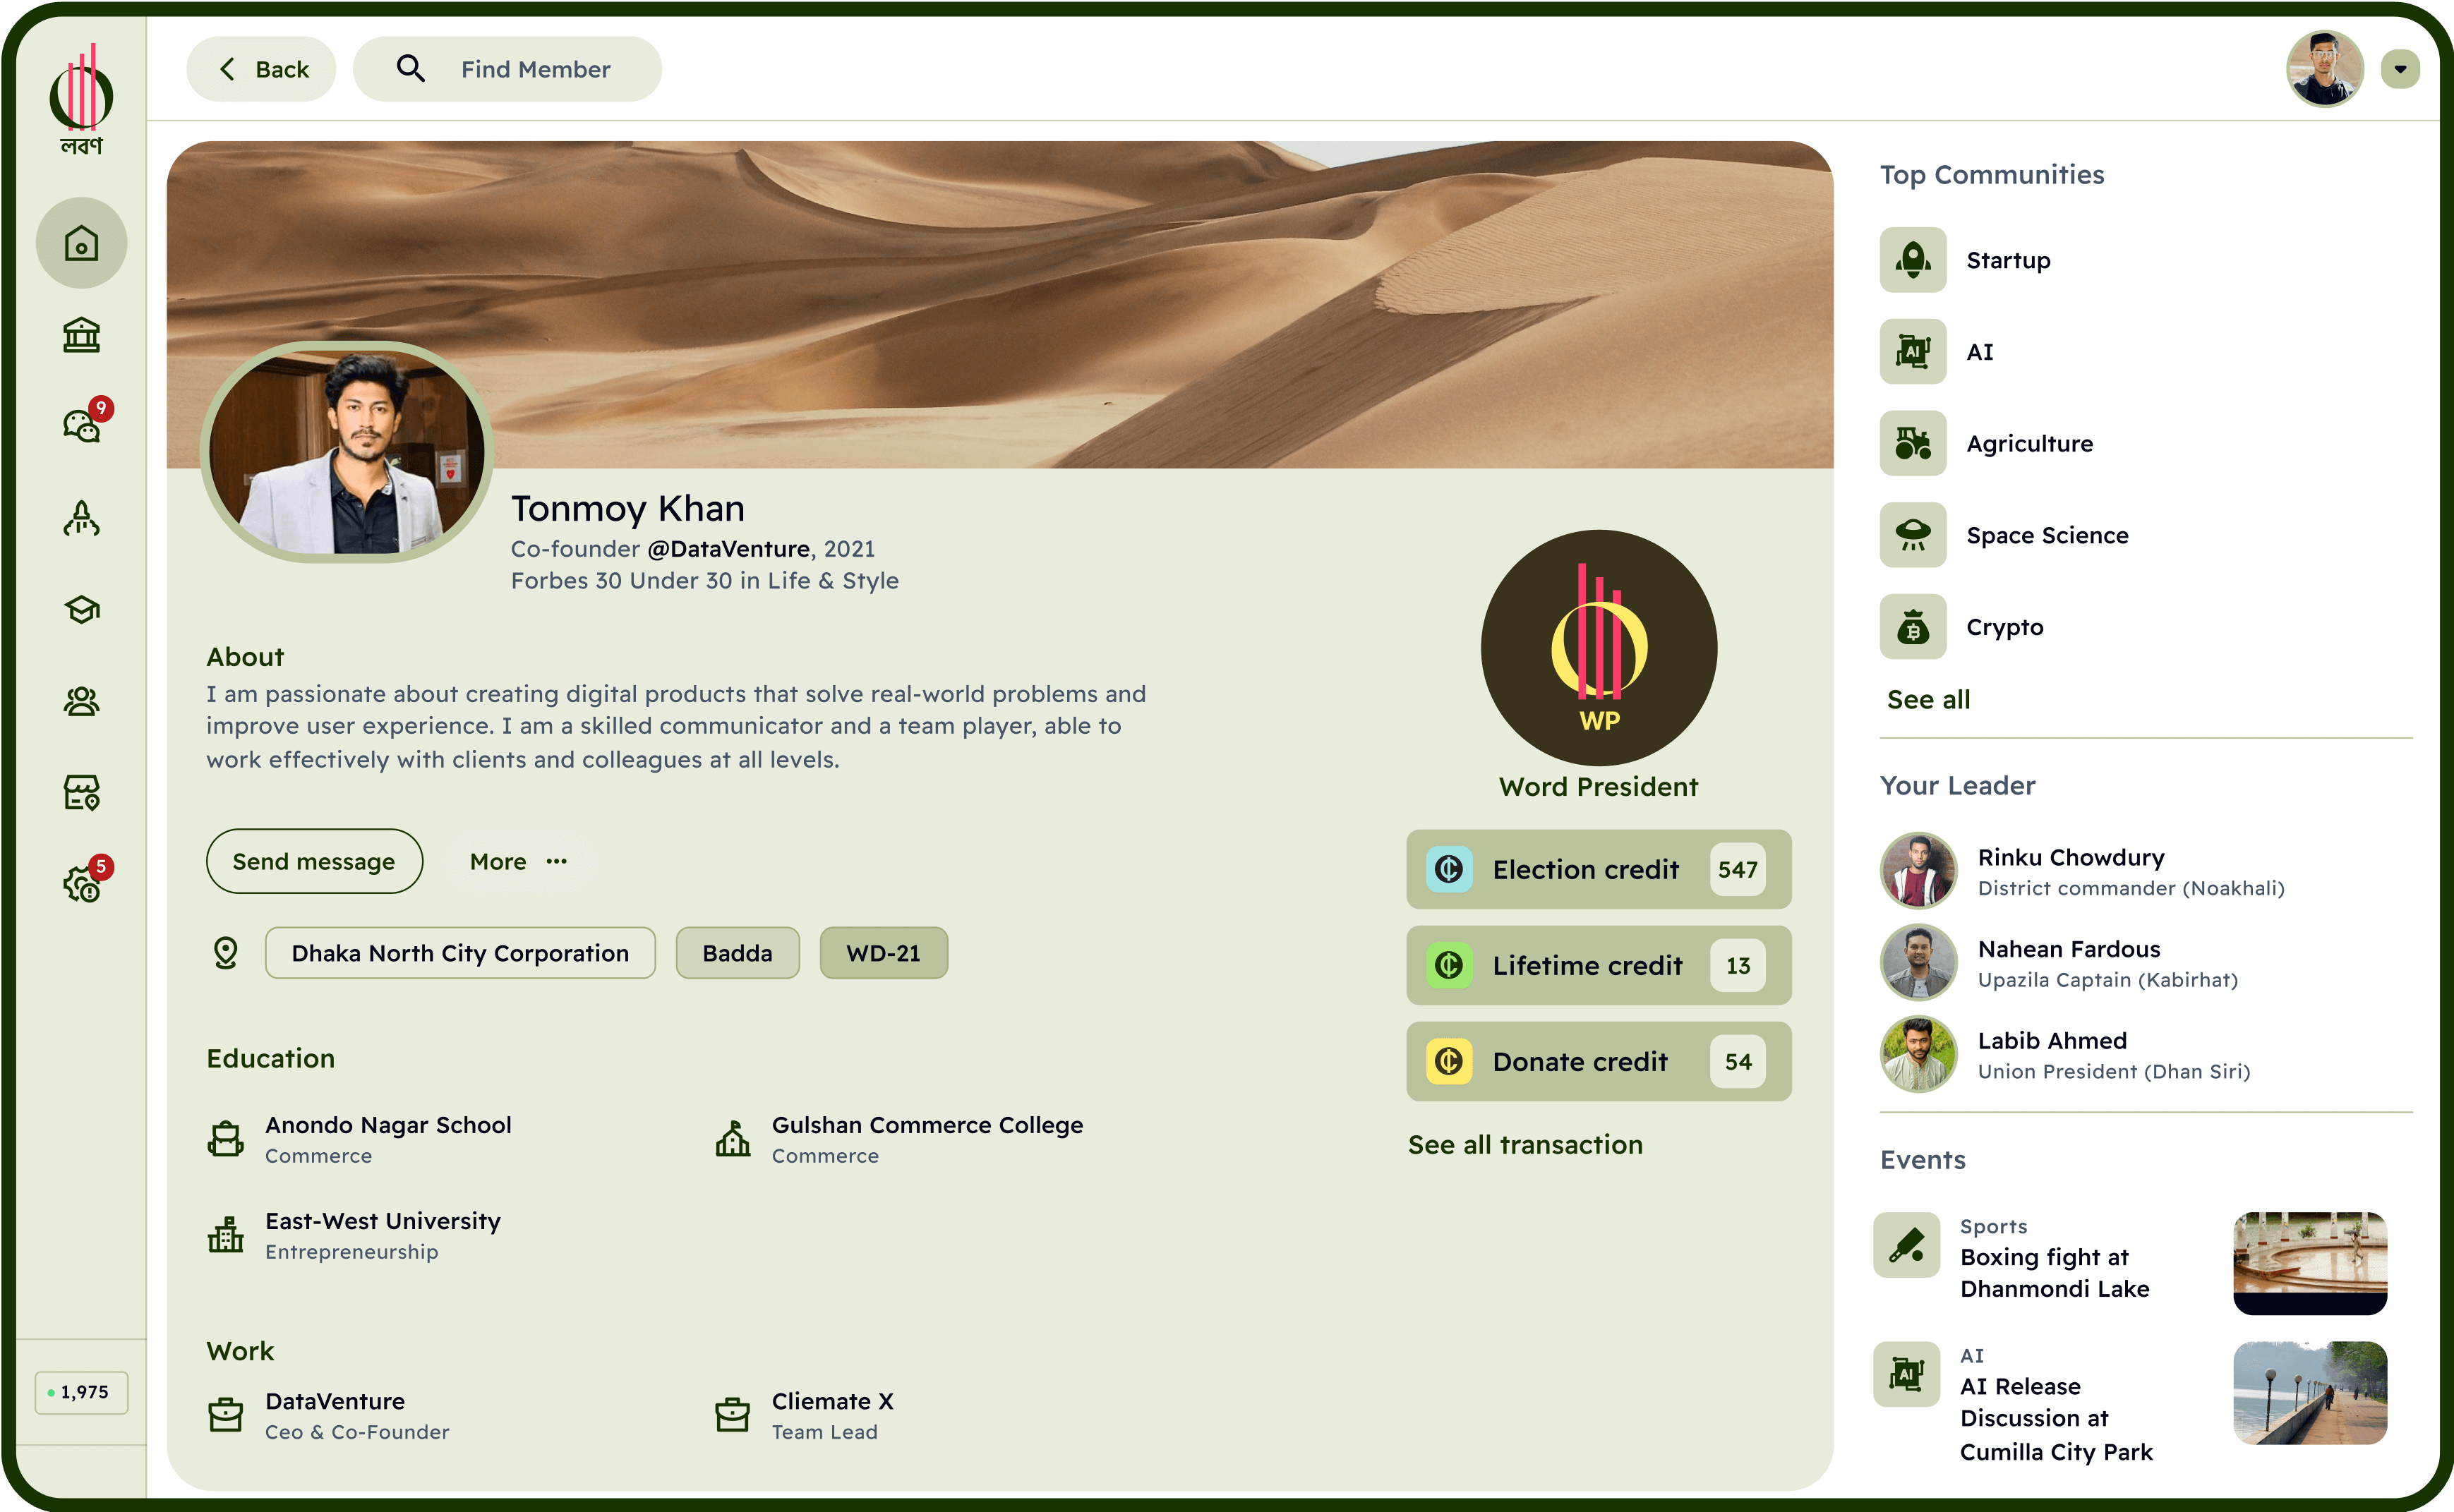 লবণ
Back
Find Member
9
5
1,975
Tonmoy Khan
Co-founder @DataVenture, 2021
Forbes 30 Under 30 in Life & Style
About
I am passionate about creating digital products that solve real-world problems and
improve user experience. I am a skilled communicator and a team player, able to
work effectively with clients and colleagues at all levels.
Send message
More
Dhaka North City Corporation
Badda
WD-21
Education
Anondo Nagar School
Commerce
Gulshan Commerce College
Commerce
East-West University
Entrepreneurship
Work
DataVenture
Ceo & Co-Founder
Cliemate X
Team Lead
WP
Word President
Election credit
547
Lifetime credit
13
Donate credit
54
See all transaction
Top Communities
Startup
AI
AI
Agriculture
Space Science
Crypto
See all
Your Leader
Rinku Chowdury
District commander (Noakhali)
Nahean Fardous
Upazila Captain (Kabirhat)
Labib Ahmed
Union President (Dhan Siri)
Events
Sports
Boxing fight at
Dhanmondi Lake
AI
AI
AI Release
Discussion at
Cumilla City Park